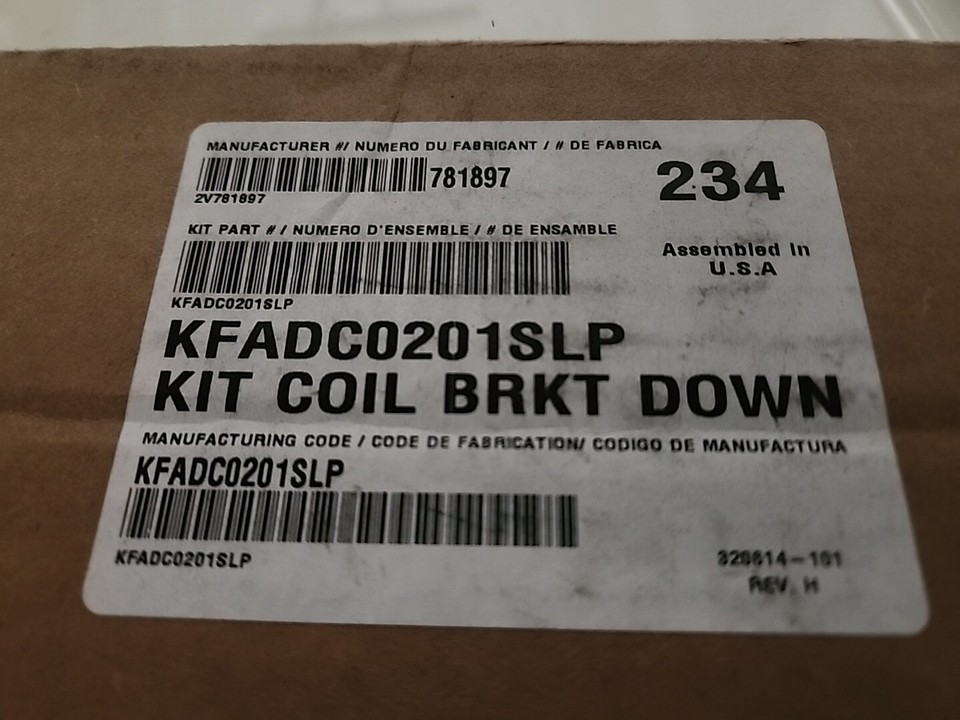 MANUFACTURER #/ NUMERO DU FABRICANT / # DE FABRICA
781897
234
2V781897
KIT PART # / NUMERO D'ENSEMBLE / # DE ENSAMBLE
Assembled in
U.S.A
KFADC0201SLP
KFADC0201SLP
KIT COIL BRKT DOWN
MANUFACTURING CODE / CODE DE FABRICATION/ CODIGO DE MANUFACTURA
KFADC0201SLP
KFADC0201SLP
REV. H